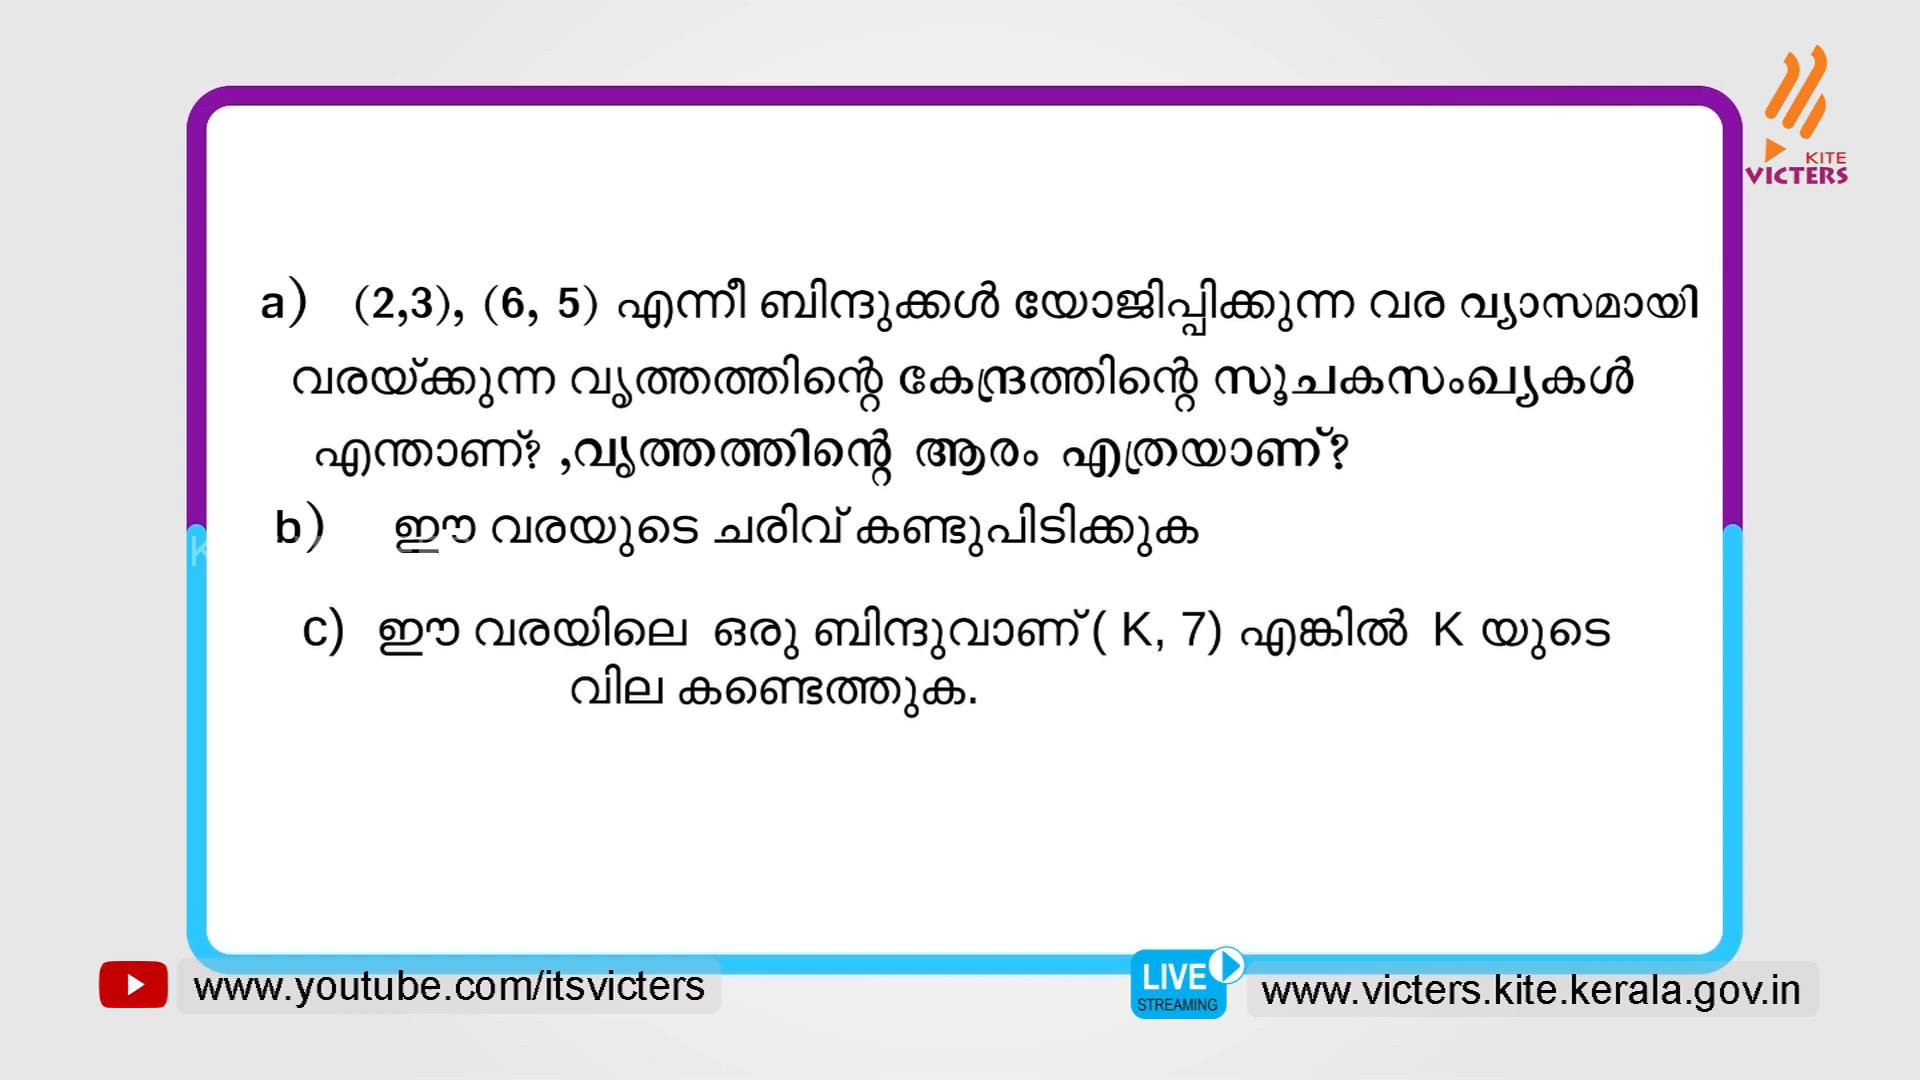 KITE
VICTERS
a) (2,3), (6, 5) എന്നീ ബിന്ദുക്കൾ യോജിപ്പിക്കുന്ന വര വ്യാസമായി
വരയ്ക്കുന്ന വൃത്തത്തിന്റെ കേന്ദ്രത്തിന്റെ സൂചകസംഖ്യകൾ
എന്താണ്? ,വൃത്തത്തിന്റെ ആരം എത്രയാണ്?
b) ഈ വരയുടെ ചരിവ് കണ്ടുപിടിക്കുക
c) ഈ വരയിലെ ഒരു ബിന്ദുവാണ് ( K, 7) എങ്കിൽ K യുടെ
വില കണ്ടെത്തുക.
www.youtube.com/itsvicters
LIVE
STREAMING
www.victers.kite.kerala.gov.in